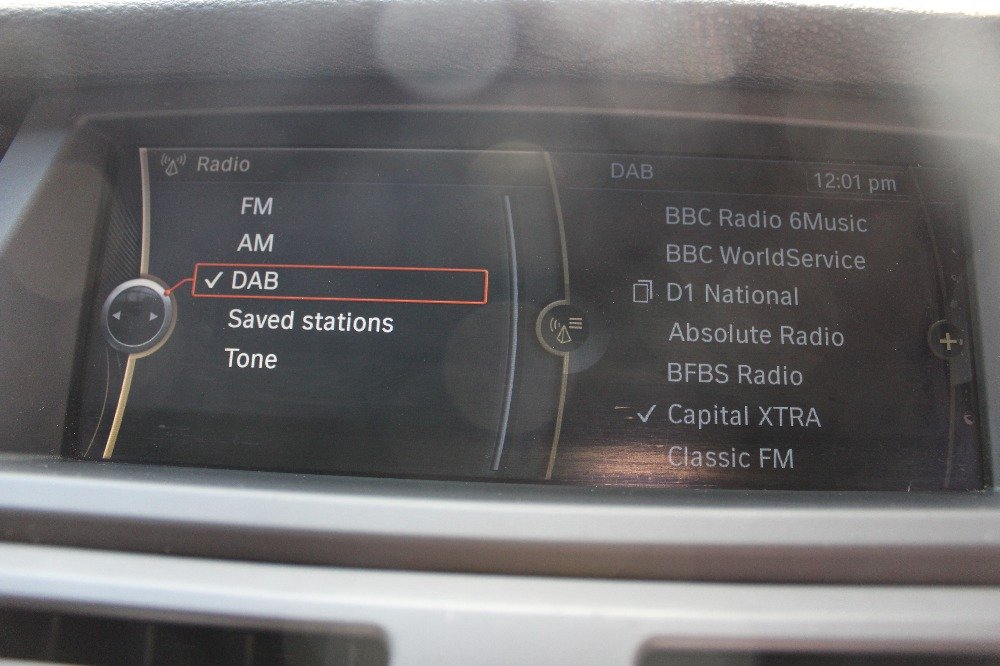 Radio
FM
AM
DAB
Saved stations
Tone
DAB
12:01 pm
BBC Radio 6Music
BBC WorldService
D1 National
Absolute Radio
BFBS Radio
Capital XTRA
Classic FM